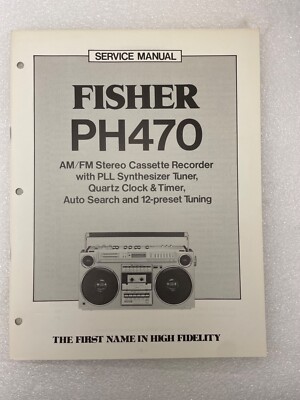 SERVICE MANUAL
FISHER
PH470
AM/FM Stereo Cassette Recorder
with PLL Synthesizer Tuner,
Quartz Clock & Timer,
Auto Search and 12-preset Tuning
THE FIRST NAME IN HIGH FIDELITY